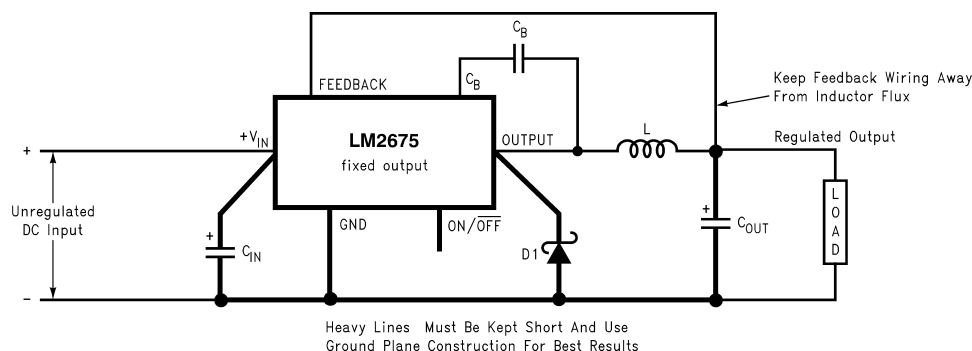 C_B
FEEDBACK
C_B
Keep Feedback Wiring Away
From Inductor Flux
+V_IN
LM2675
fixed output
OUTPUT
L
Regulated Output
+
Unregulated
DC Input
-
+
C_IN
GND
ON/O̅F̅F̅
D1
+
C_OUT
LOAD
Heavy Lines Must Be Kept Short And Use
Ground Plane Construction For Best Results